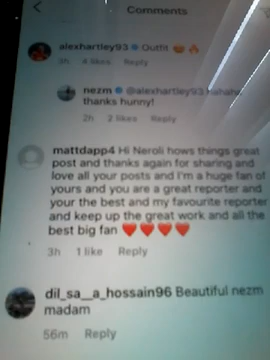 Comments
alexhartley93 Outfit
3h 4 likes Reply
nezm @alexhartley93 hahaha
thanks hunny!
2h 2 likes Reply
mattdapp4 Hi Neroli hows things great
post and thanks again for sharing and
love all your posts and I'm a huge fan of
yours and you are a great reporter and
your the best and my favourite reporter
and keep up the great work and all the
best big fan ❤️❤️❤️❤️
3h 1 like Reply
dil_sa__a_hossain96 Beautiful nezm
madam
56m Reply